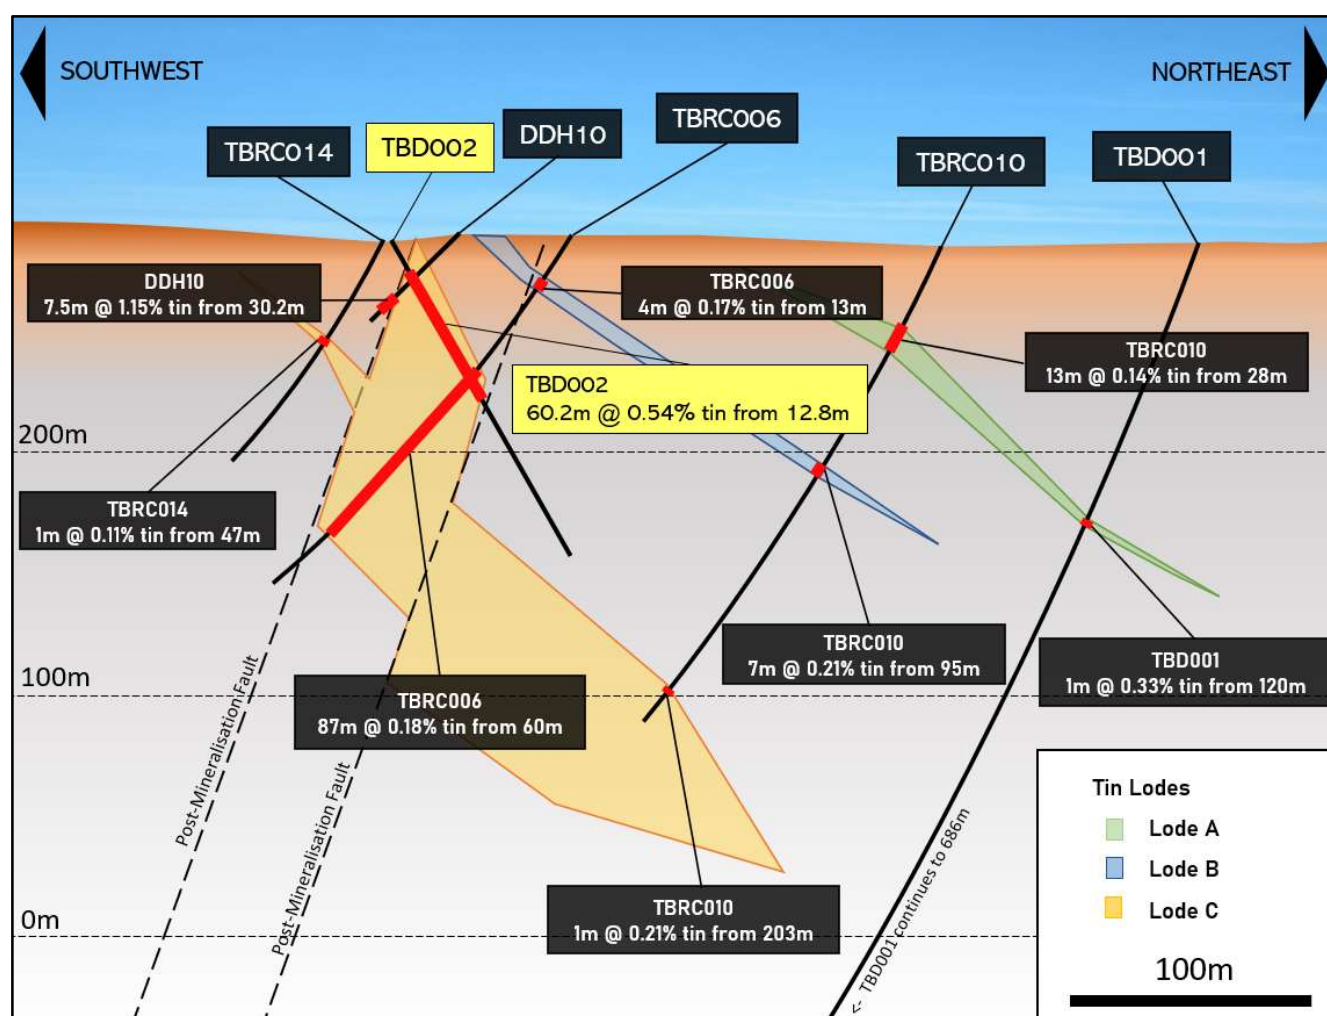 SOUTHWEST
NORTHEAST
TBRC014
TBD002
DDH10
TBRC006
TBRC010
TBD001
DDH10
7.5m @ 1.15% tin from 30.2m
TBRC006
4m @ 0.17% tin from 13m
TBRC010
13m @ 0.14% tin from 28m
TBD002
60.2m @ 0.54% tin from 12.8m
200m
TBRC014
1m @ 0.11% tin from 47m
TBRC010
7m @ 0.21% tin from 95m
TBD001
1m @ 0.33% tin from 120m
100m
TBRC006
87m @ 0.18% tin from 60m
Post-Mineralisation Fault
Post-Mineralisation Fault
TBRC010
1m @ 0.21% tin from 203m
0m
<- TBD001 continues to 686m
Tin Lodes
Lode A
Lode B
Lode C
100m